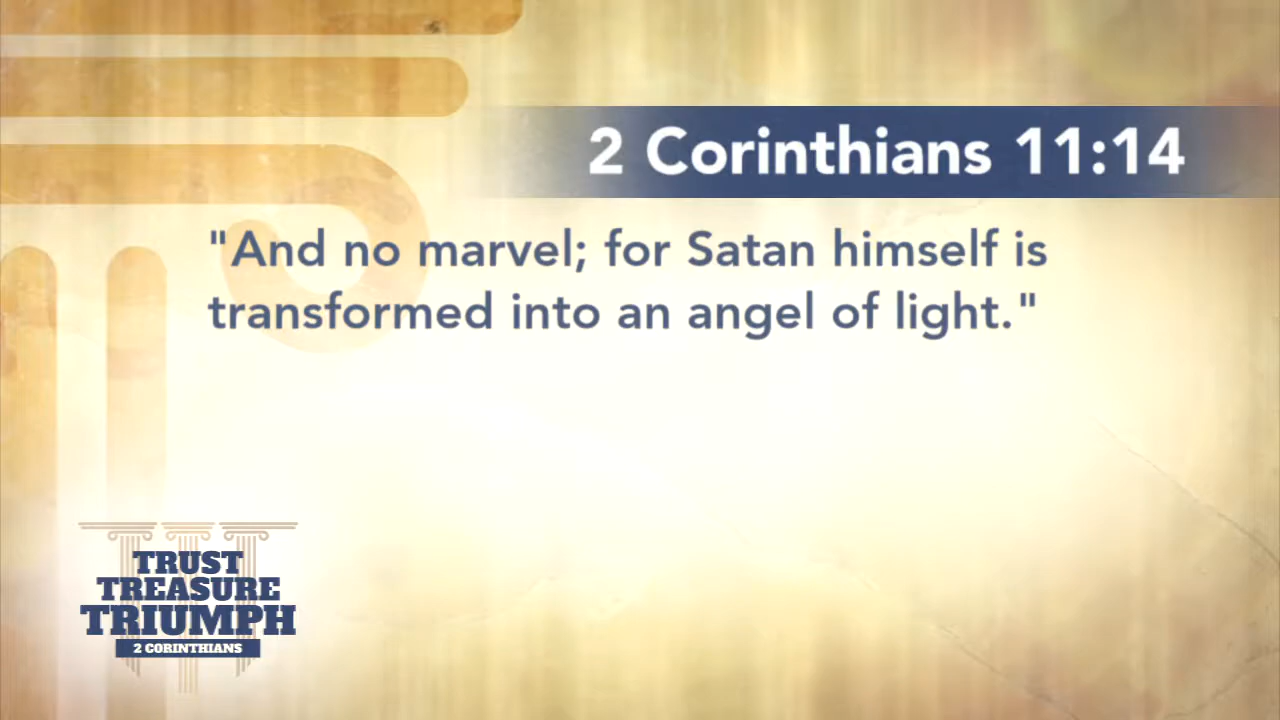 2 Corinthians 11:14
"And no marvel; for Satan himself is
transformed into an angel of light."
TRUST
TREASURE
TRIUMPH
2 CORINTHIANS